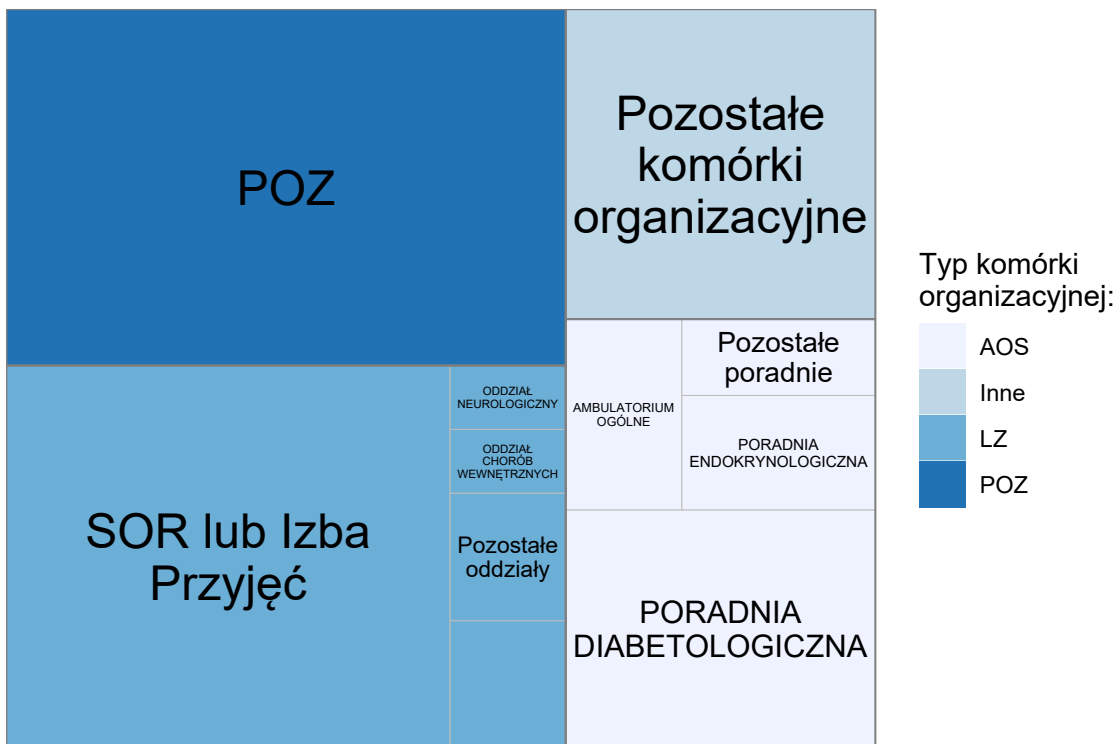 POZ
Pozostałe
komórki
organizacyjne
SOR lub Izba
Przyjęć
ODDZIAŁ
NEUROLOGICZNY
ODDZIAŁ
CHORÓB
WEWNĘTRZNYCH
Pozostałe
oddziały
AMBULATORIUM
OGÓLNE
Pozostałe
poradnie
PORADNIA
ENDOKRYNOLOGICZNA
PORADNIA
DIABETOLOGICZNA
Typ komórki
organizacyjnej:
AOS
Inne
LZ
POZ